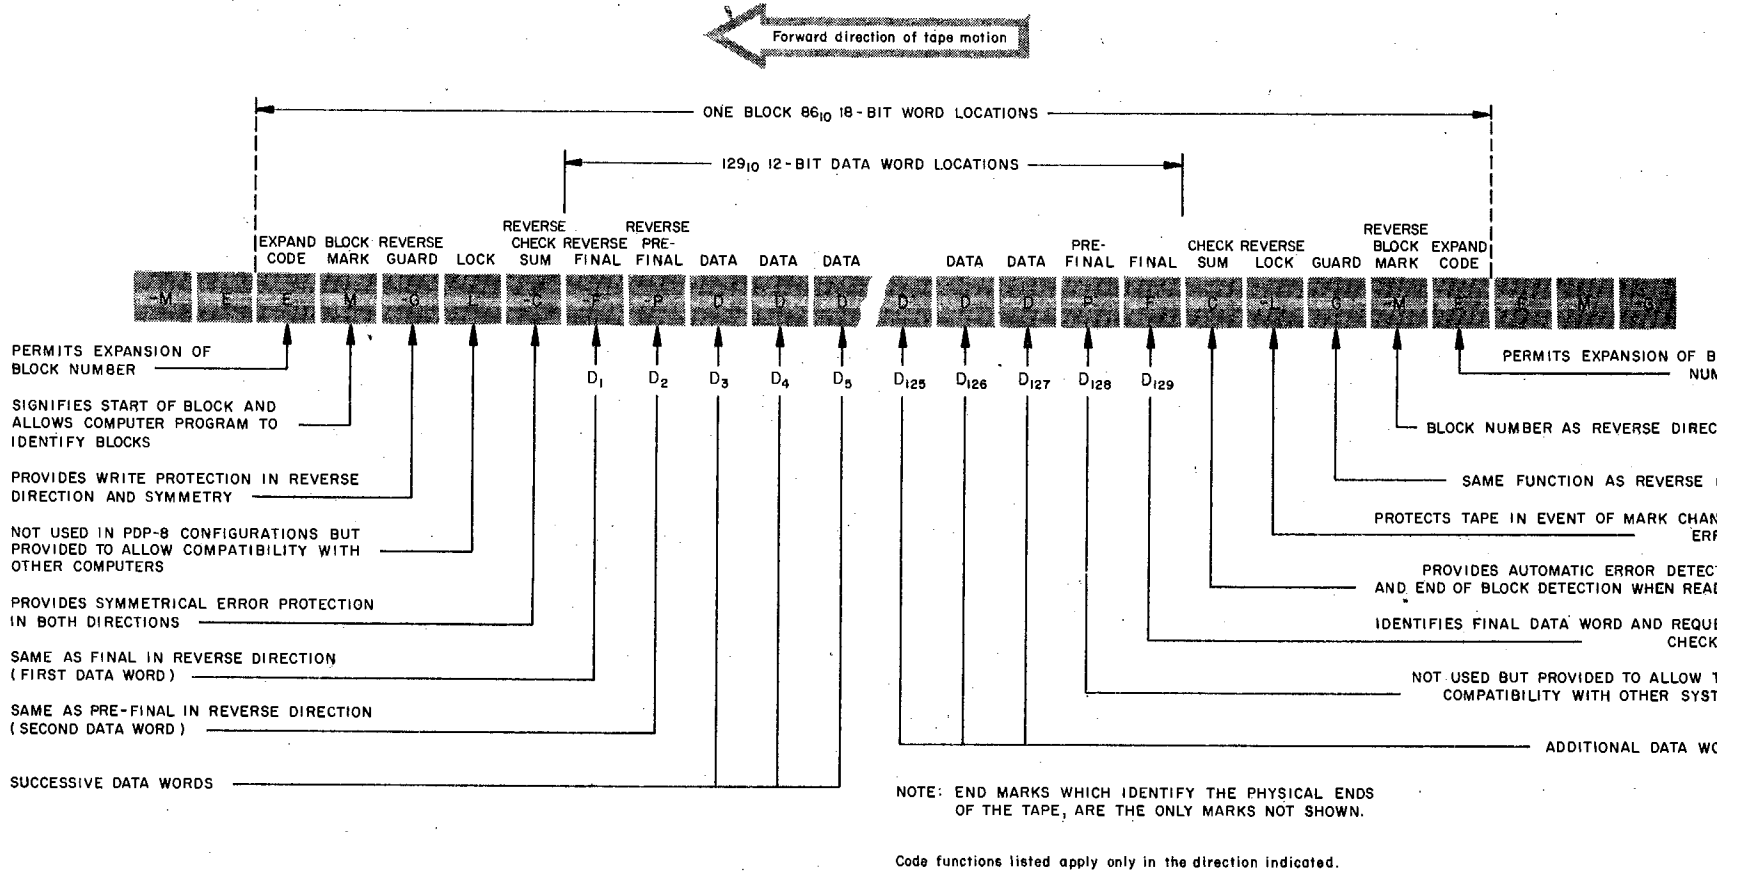 Forward direction of tape motion
ONE BLOCK 86₁₀ 18-BIT WORD LOCATIONS
129₁₀ 12-BIT DATA WORD LOCATIONS
EXPAND CODE
BLOCK MARK
REVERSE GUARD
LOCK
REVERSE CHECK SUM
REVERSE FINAL
REVERSE PRE-FINAL
DATA
DATA
DATA
DATA
DATA
PRE-FINAL
FINAL
CHECK SUM
REVERSE LOCK
GUARD
REVERSE BLOCK MARK
EXPAND CODE
-M E E M -G L -C -F -P D D D D D D P F C -L G -M E E M -G
D₁ D₂ D₃ D₄ D₅ D₁₂₅ D₁₂₆ D₁₂₇ D₁₂₈ D₁₂₉
PERMITS EXPANSION OF
BLOCK NUMBER
SIGNIFIES START OF BLOCK AND
ALLOWS COMPUTER PROGRAM TO
IDENTIFY BLOCKS
PROVIDES WRITE PROTECTION IN REVERSE
DIRECTION AND SYMMETRY
NOT USED IN PDP-8 CONFIGURATIONS BUT
PROVIDED TO ALLOW COMPATIBILITY WITH
OTHER COMPUTERS
PROVIDES SYMMETRICAL ERROR PROTECTION
IN BOTH DIRECTIONS
SAME AS FINAL IN REVERSE DIRECTION
(FIRST DATA WORD)
SAME AS PRE-FINAL IN REVERSE DIRECTION
(SECOND DATA WORD)
SUCCESSIVE DATA WORDS
PERMITS EXPANSION OF B
NUM
BLOCK NUMBER AS REVERSE DIREC
SAME FUNCTION AS REVERSE
PROTECTS TAPE IN EVENT OF MARK CHAN
ERR
PROVIDES AUTOMATIC ERROR DETEC
AND END OF BLOCK DETECTION WHEN READ
IDENTIFIES FINAL DATA WORD AND REQUE
CHECK
NOT USED BUT PROVIDED TO ALLOW T
COMPATIBILITY WITH OTHER SYST
ADDITIONAL DATA WO
NOTE: END MARKS WHICH IDENTIFY THE PHYSICAL ENDS
OF THE TAPE, ARE THE ONLY MARKS NOT SHOWN.
Code functions listed apply only in the direction indicated.